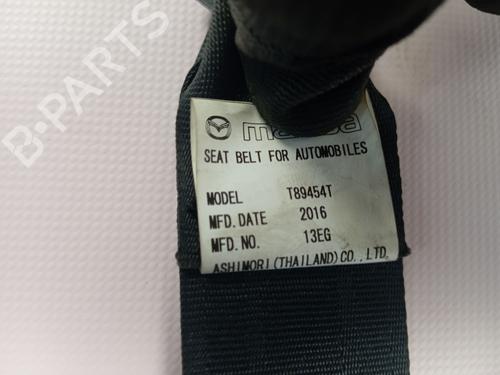 B-PARTS
mazda
SEAT BELT FOR AUTOMOBILES
MODEL T89454T
MFD. DATE 2016
MFD. NO. 13EG
ASHIMORI (THAILAND) CO., LTD.